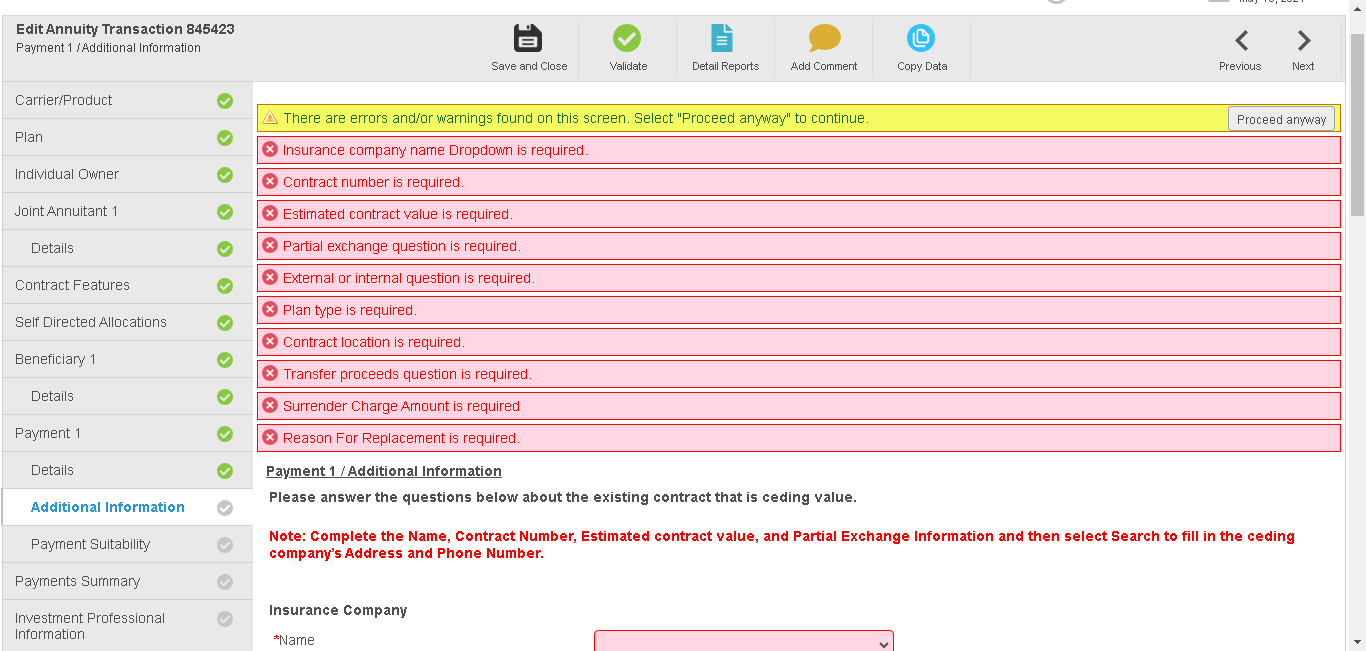 Edit Annuity Transaction 845423
Payment 1 / Additional Information
Save and Close
Validate
Detail Reports
Add Comment
Copy Data
Previous
Next
Carrier/Product
Plan
Individual Owner
Joint Annuitant 1
Details
Contract Features
Self Directed Allocations
Beneficiary 1
Details
Payment 1
Details
Additional Information
Payment Suitability
Payments Summary
Investment Professional
Information
There are errors and/or warnings found on this screen. Select "Proceed anyway" to continue.
Proceed anyway
Insurance company name Dropdown is required.
Contract number is required.
Estimated contract value is required.
Partial exchange question is required.
External or internal question is required.
Plan type is required.
Contract location is required.
Transfer proceeds question is required.
Surrender Charge Amount is required
Reason For Replacement is required.
Payment 1 / Additional Information
Please answer the questions below about the existing contract that is ceding value.
Note: Complete the Name, Contract Number, Estimated contract value, and Partial Exchange Information and then select Search to fill in the ceding
company's Address and Phone Number.
Insurance Company
*Name